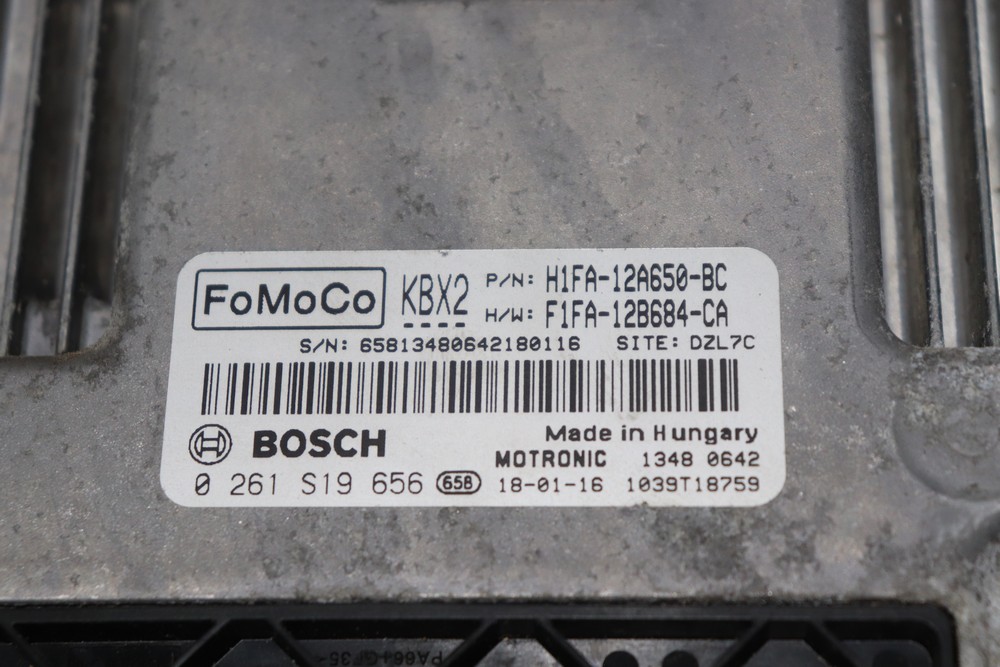 FoMoCo KBX2 P/N: H1FA-12A650-BC
H/W: F1FA-12B684-CA
S/N: 65813480642180116 SITE: DZL7C
BOSCH Made in Hungary
MOTRONIC 1348 0642
0 261 S19 656 658 18-01-16 1039T18759